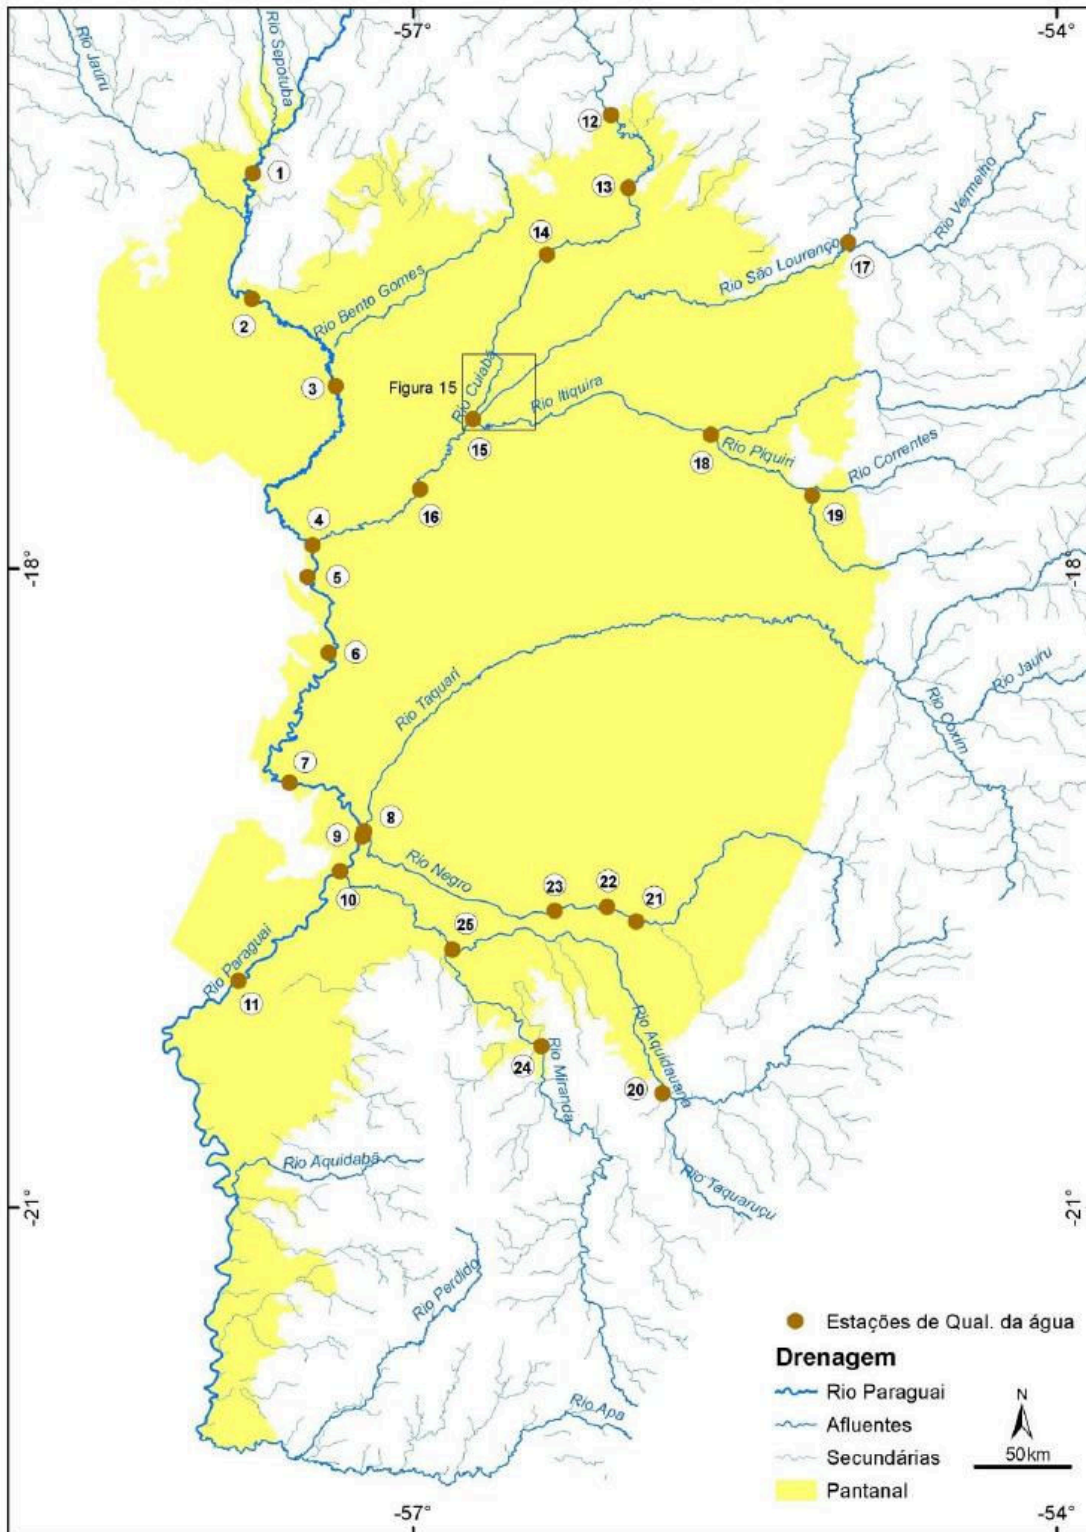 -57°
-54°
Rio Jauru
Rio Sepotuba
12
1
13
14
Rio Vermelho
Rio São Lourenço
17
Rio Bento Gomes
2
3
Figura 15
Rio Cuiabá
Rio Itiquira
15
18
Rio Piquiri
Rio Correntes
16
19
4
-18°
-18°
5
6
Rio Taquari
Rio Jauru
Rio Coxim
7
8
9
Rio Negro
10
23
22
21
25
Rio Paraguai
11
24
Rio Miranda
Rio Aquidauana
20
Rio Aquidabã
Rio Taquaruçú
-21°
-21°
Rio Perdido
Rio Apa
Estações de Qual. da água
Drenagem
Rio Paraguai
Afluentes
Secundárias
Pantanal
N
50km
-57°
-54°